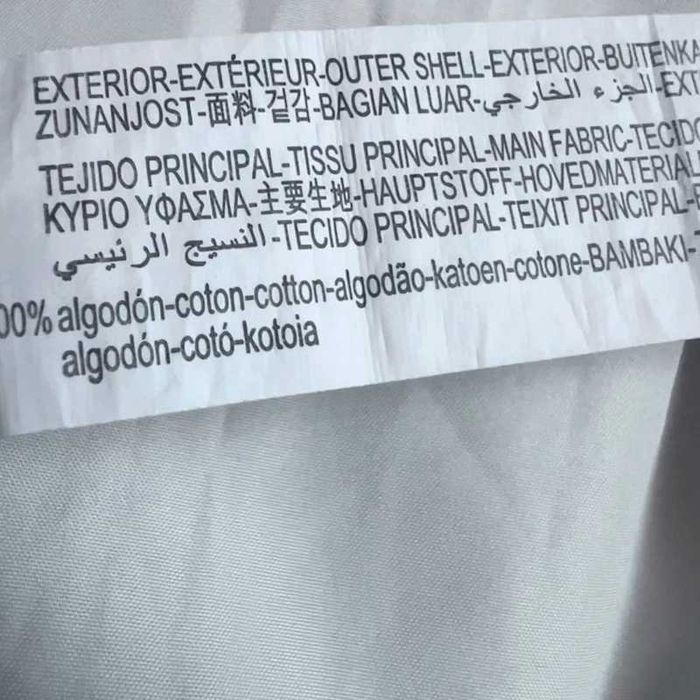 EXTERIOR-EXTÉRIEUR-OUTER SHELL-EXTERIOR-BUITENKA
ZUNANJOST-面料-겉감-BAGIAN LUAR-الجزء الخارجي-EXT
TEJIDO PRINCIPAL-TISSU PRINCIPAL-MAIN FABRIC-TECIDO
ΚΥΡΙΟ ΥΦΑΣΜΑ-主要生地-HAUPTSTOFF-HOVEDMATERIAL
النسيج الرئيسي-TECIDO PRINCIPAL-TEIXIT PRINCIPAL-
00% algodón-coton-cotton-algodão-katoen-cotone-BAMBAKI-
algodón-cotó-kotoia